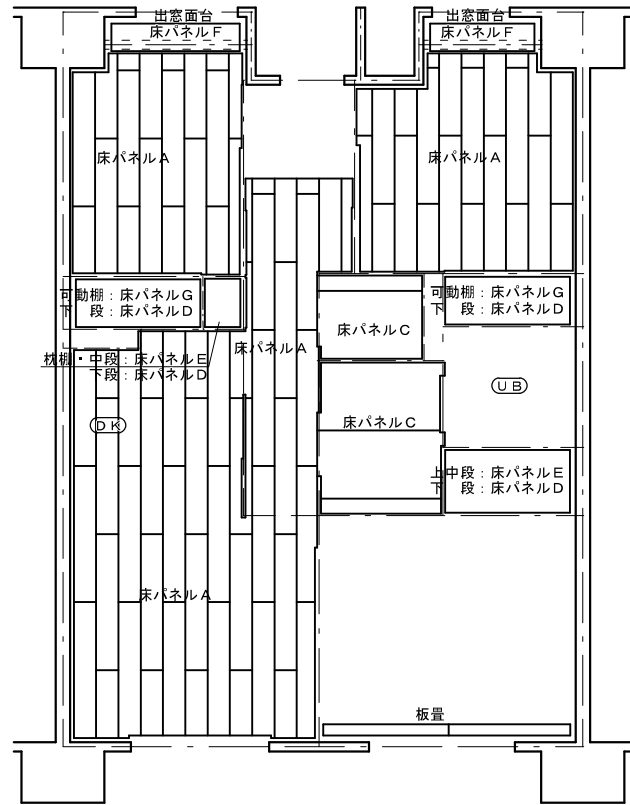 出窓面台
床パネルF
出窓面台
床パネルF
床パネルA
床パネルA
可動棚：床パネルG
下　段：床パネルD
可動棚：床パネルG
下　段：床パネルD
床パネルC
床パネルA
枕棚・中段：床パネルE
下段：床パネルD
UB
床パネルC
DK
上中段：床パネルE
下　段：床パネルD
床パネルA
板畳